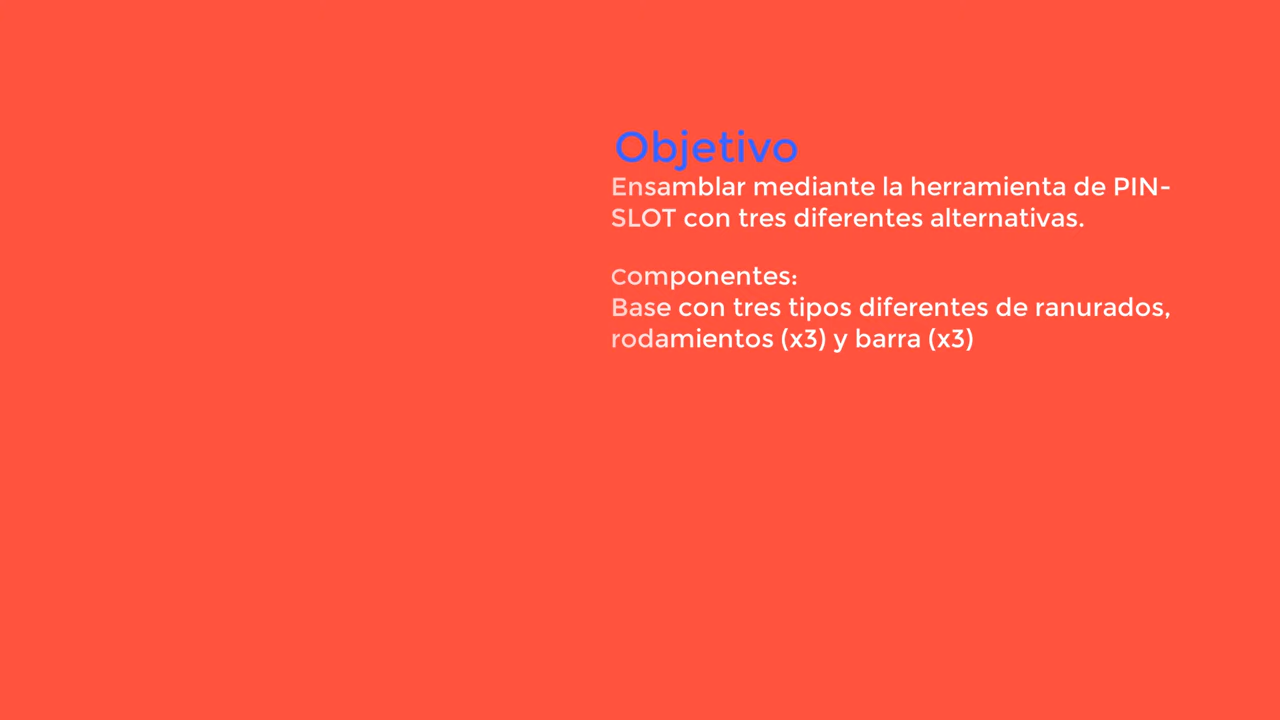 Objetivo
Ensamblar mediante la herramienta de PIN-
SLOT con tres diferentes alternativas.
Componentes:
Base con tres tipos diferentes de ranurados,
rodamientos (x3) y barra (x3)